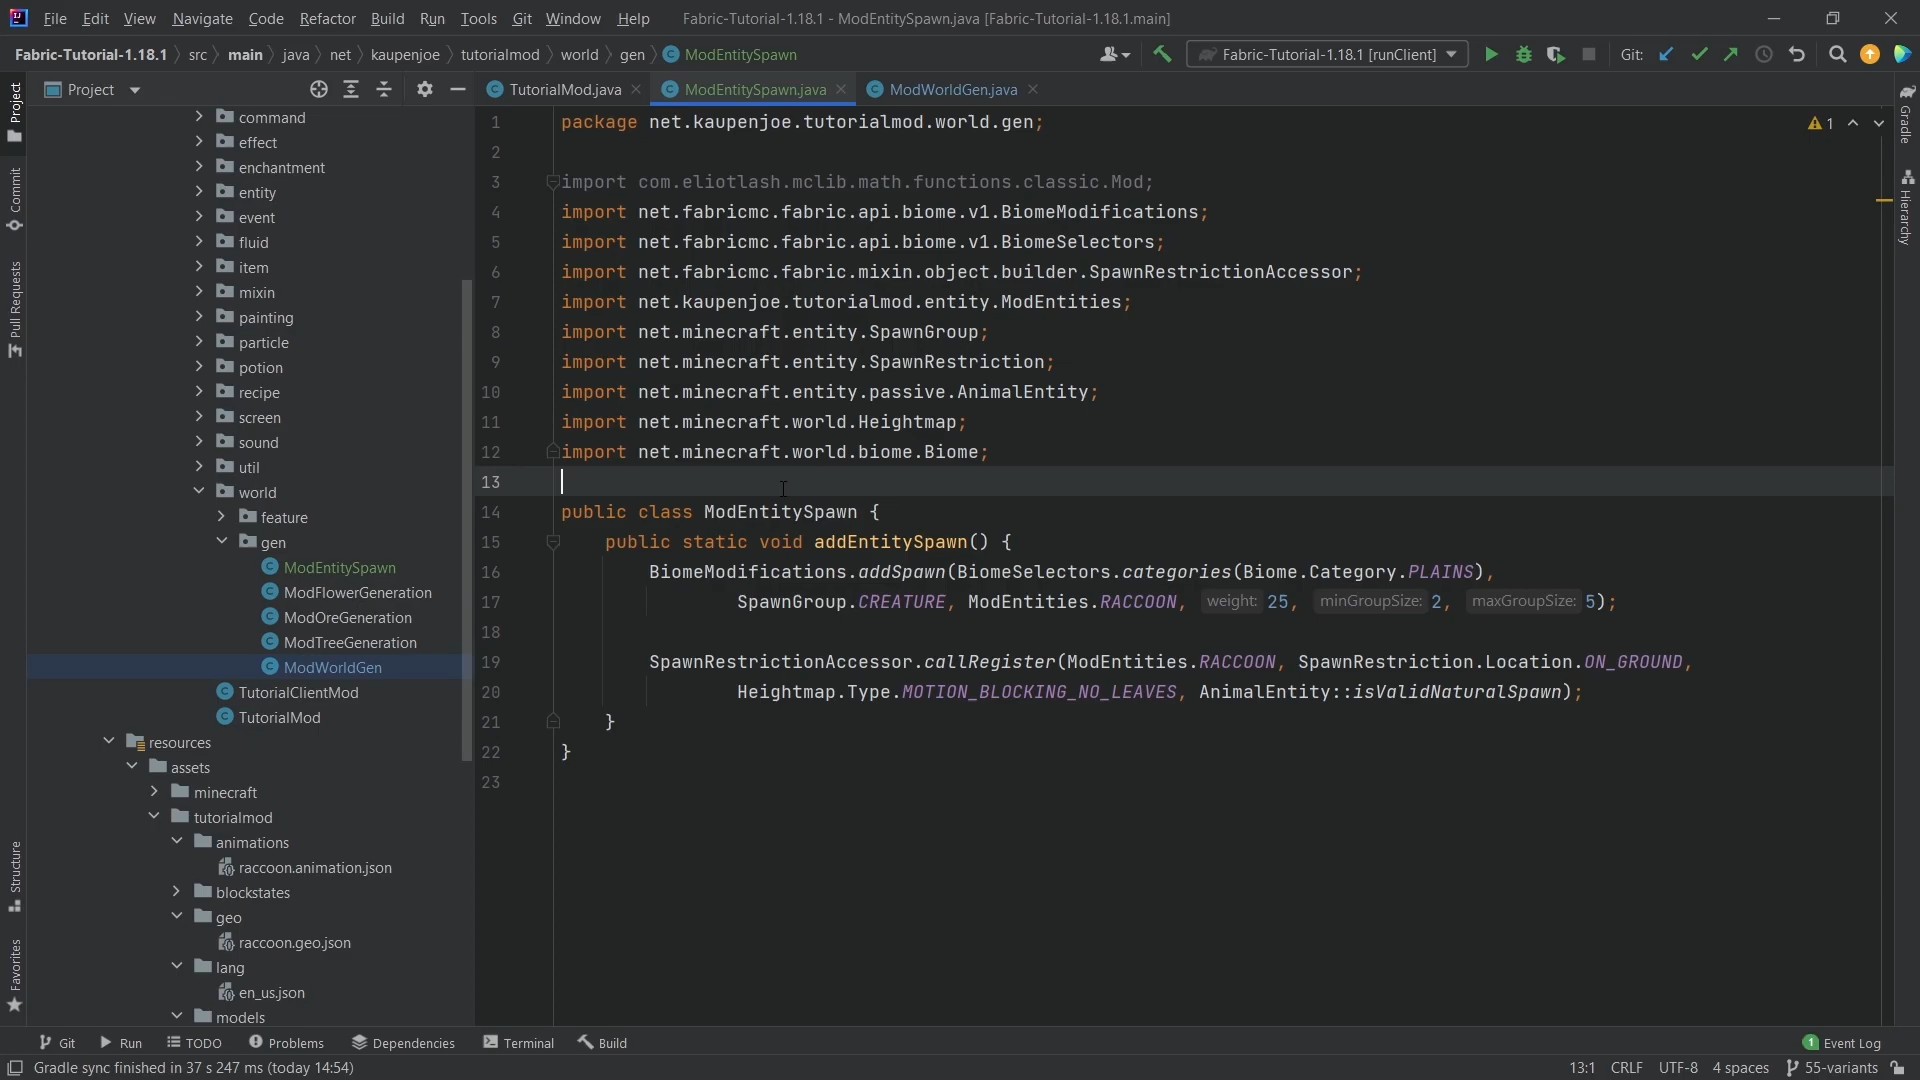 File Edit View Navigate Code Refactor Build Run Tools Git Window Help Fabric-Tutorial-1.18.1 - ModEntitySpawn.java [Fabric-Tutorial-1.18.1.main]
Fabric-Tutorial-1.18.1 src main java net kaupenjoe tutorialmod world gen ModEntitySpawn Fabric-Tutorial-1.18.1 [runClient] Git:
Project TutorialMod.java ModEntitySpawn.java ModWorldGen.java
Project
Commit
Pull Requests
Structure
Favorites
Gradle
Hierarchy
command
effect
enchantment
entity
event
fluid
item
mixin
painting
particle
potion
recipe
screen
sound
util
world
feature
gen
ModEntitySpawn
ModFlowerGeneration
ModOreGeneration
ModTreeGeneration
ModWorldGen
TutorialClientMod
TutorialMod
resources
assets
minecraft
tutorialmod
animations
raccoon.animation.json
blockstates
geo
raccoon.geo.json
lang
en_us.json
models
1 package net.kaupenjoe.tutorialmod.world.gen; 1
2
3 import com.eliotlash.mclib.math.functions.classic.Mod;
4 import net.fabricmc.fabric.api.biome.v1.BiomeModifications;
5 import net.fabricmc.fabric.api.biome.v1.BiomeSelectors;
6 import net.fabricmc.fabric.mixin.object.builder.SpawnRestrictionAccessor;
7 import net.kaupenjoe.tutorialmod.entity.ModEntities;
8 import net.minecraft.entity.SpawnGroup;
9 import net.minecraft.entity.SpawnRestriction;
10 import net.minecraft.entity.passive.AnimalEntity;
11 import net.minecraft.world.Heightmap;
12 import net.minecraft.world.biome.Biome;
13
14 public class ModEntitySpawn {
15 public static void addEntitySpawn() {
16 BiomeModifications.addSpawn(BiomeSelectors.categories(Biome.Category.PLAINS),
17 SpawnGroup.CREATURE, ModEntities.RACCOON, weight: 25, minGroupSize: 2, maxGroupSize: 5);
18
19 SpawnRestrictionAccessor.callRegister(ModEntities.RACCOON, SpawnRestriction.Location.ON_GROUND,
20 Heightmap.Type.MOTION_BLOCKING_NO_LEAVES, AnimalEntity::isValidNaturalSpawn);
21 }
22 }
23
Git Run TODO Problems Dependencies Terminal Build 1 Event Log
Gradle sync finished in 37 s 247 ms (today 14:54) 13:1 CRLF UTF-8 4 spaces 55-variants